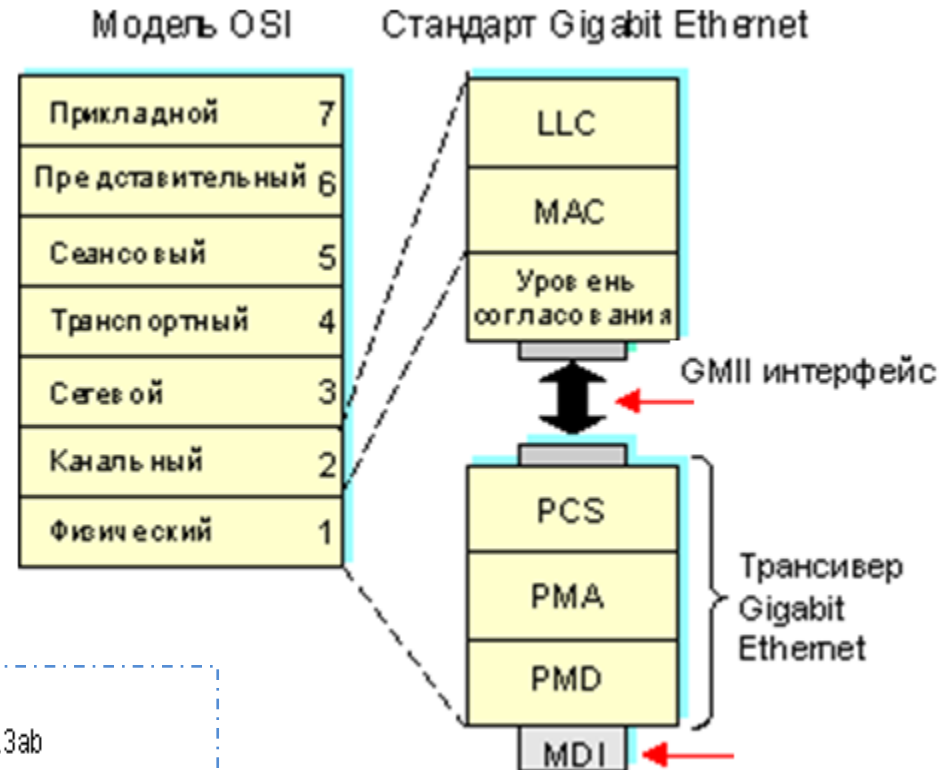 Модель OSI
Стандарт Gigabit Ethernet
Прикладной 7
Представительный 6
Сеансовый 5
Транспортный 4
Сетевой 3
Канальный 2
Физический 1
LLC
MAC
Уровень
согласования
GMII интерфейс
PCS
PMA
PMD
MDI
Трансивер
Gigabit
Ethernet
.3ab